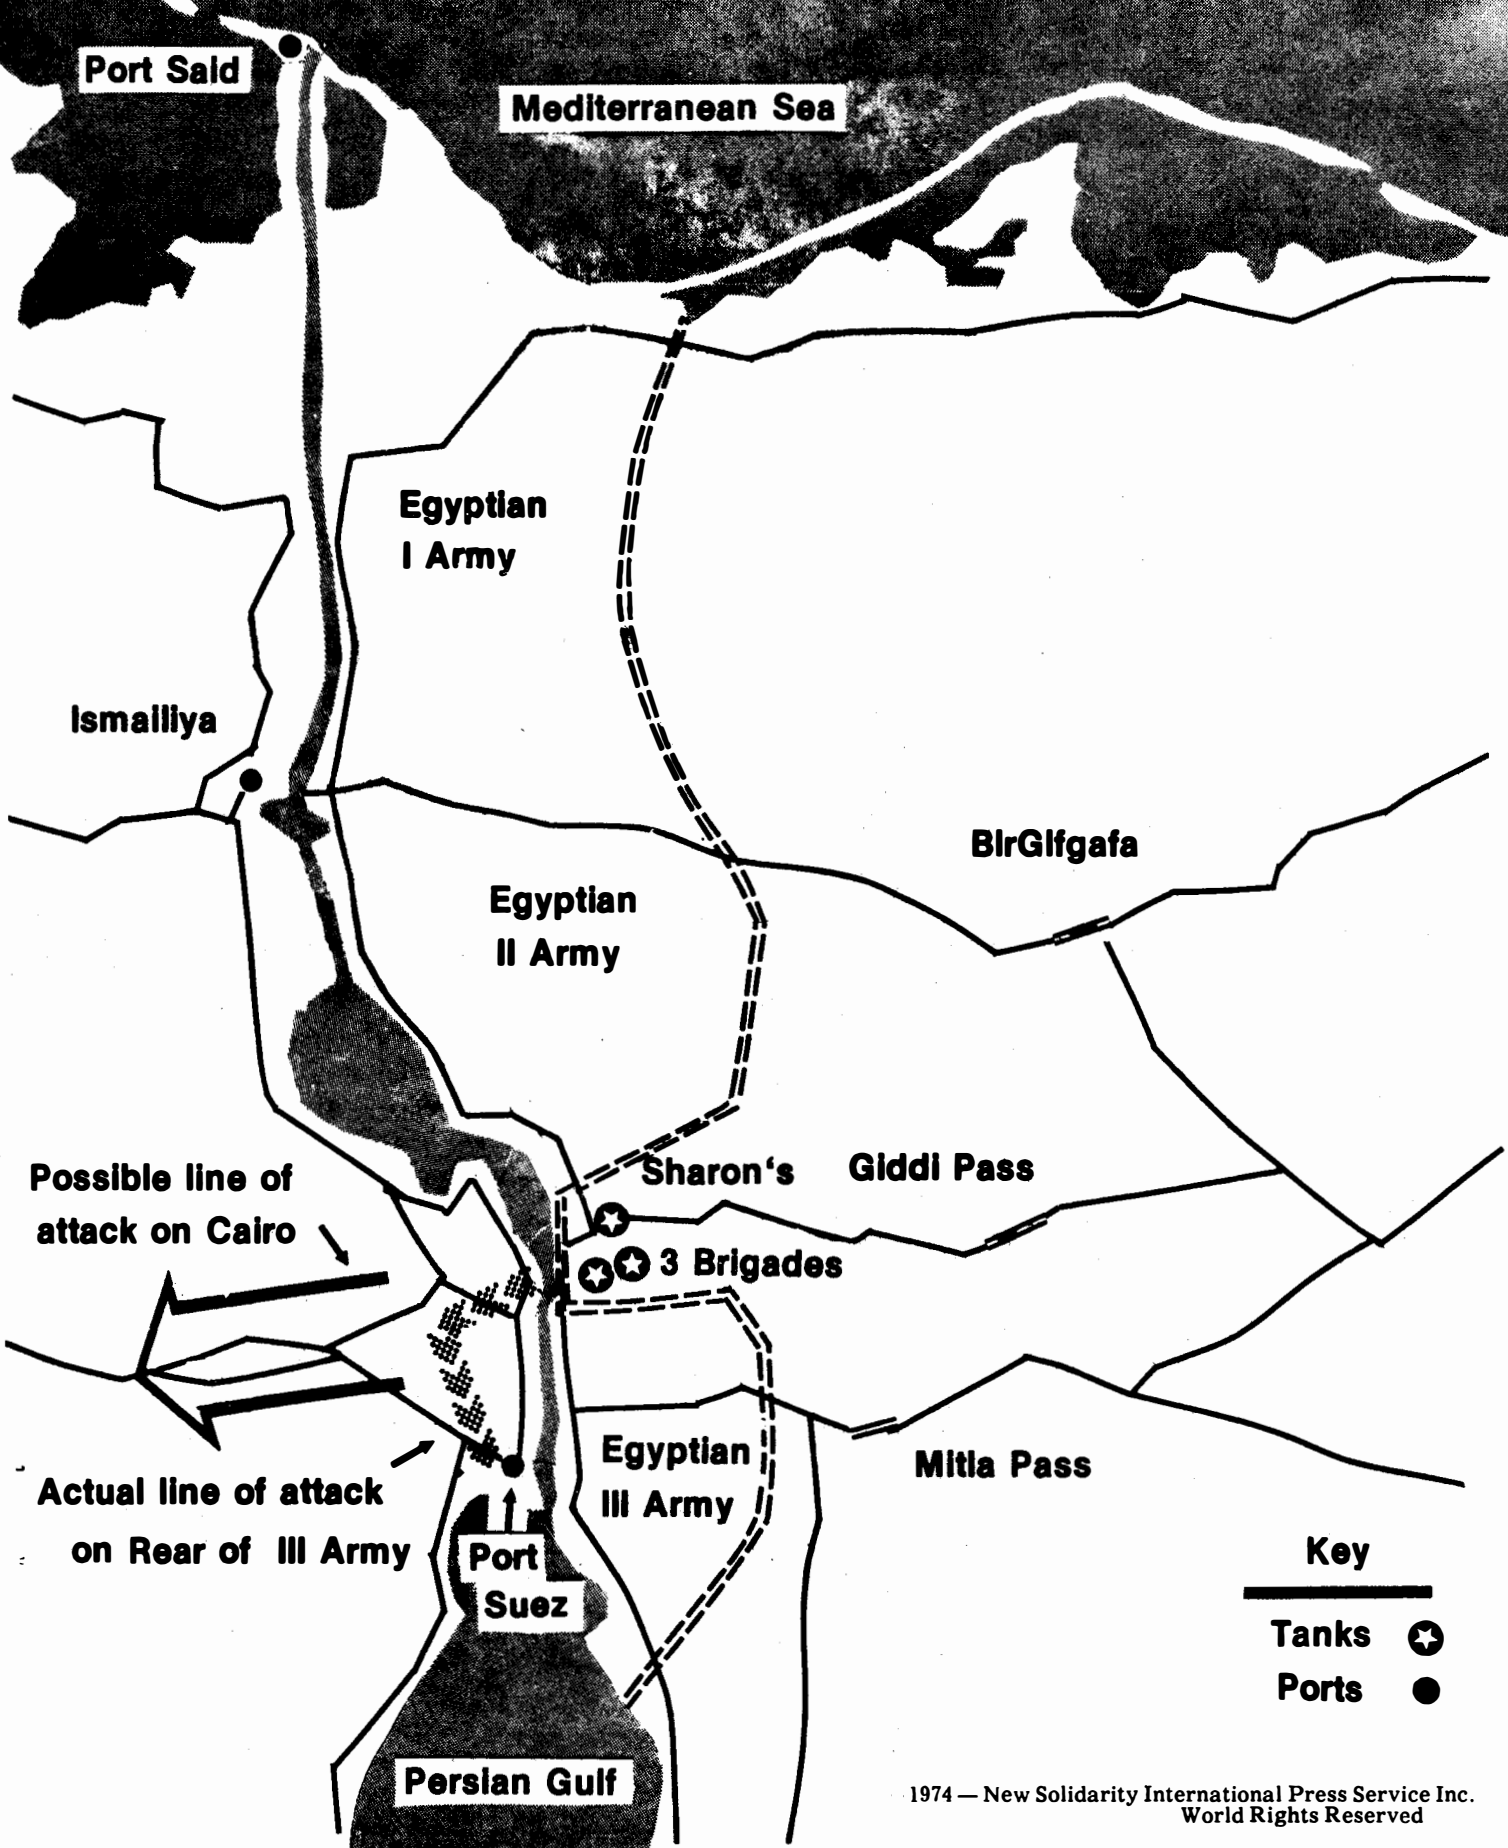 Port Said
Mediterranean Sea
Egyptian
I Army
Ismailiya
BirGifgafa
Egyptian
II Army
Possible line of
attack on Cairo
Sharon's
3 Brigades
Giddi Pass
Actual line of attack
on Rear of III Army
Egyptian
III Army
Mitla Pass
Port
Suez
Persian Gulf
Key
Tanks
Ports
1974 — New Solidarity International Press Service Inc.
World Rights Reserved